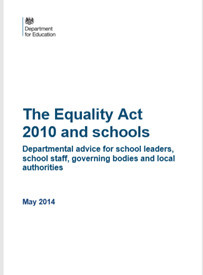 Department
for Education
The Equality Act
2010 and schools
Departmental advice for school leaders,
school staff, governing bodies and local
authorities
May 2014